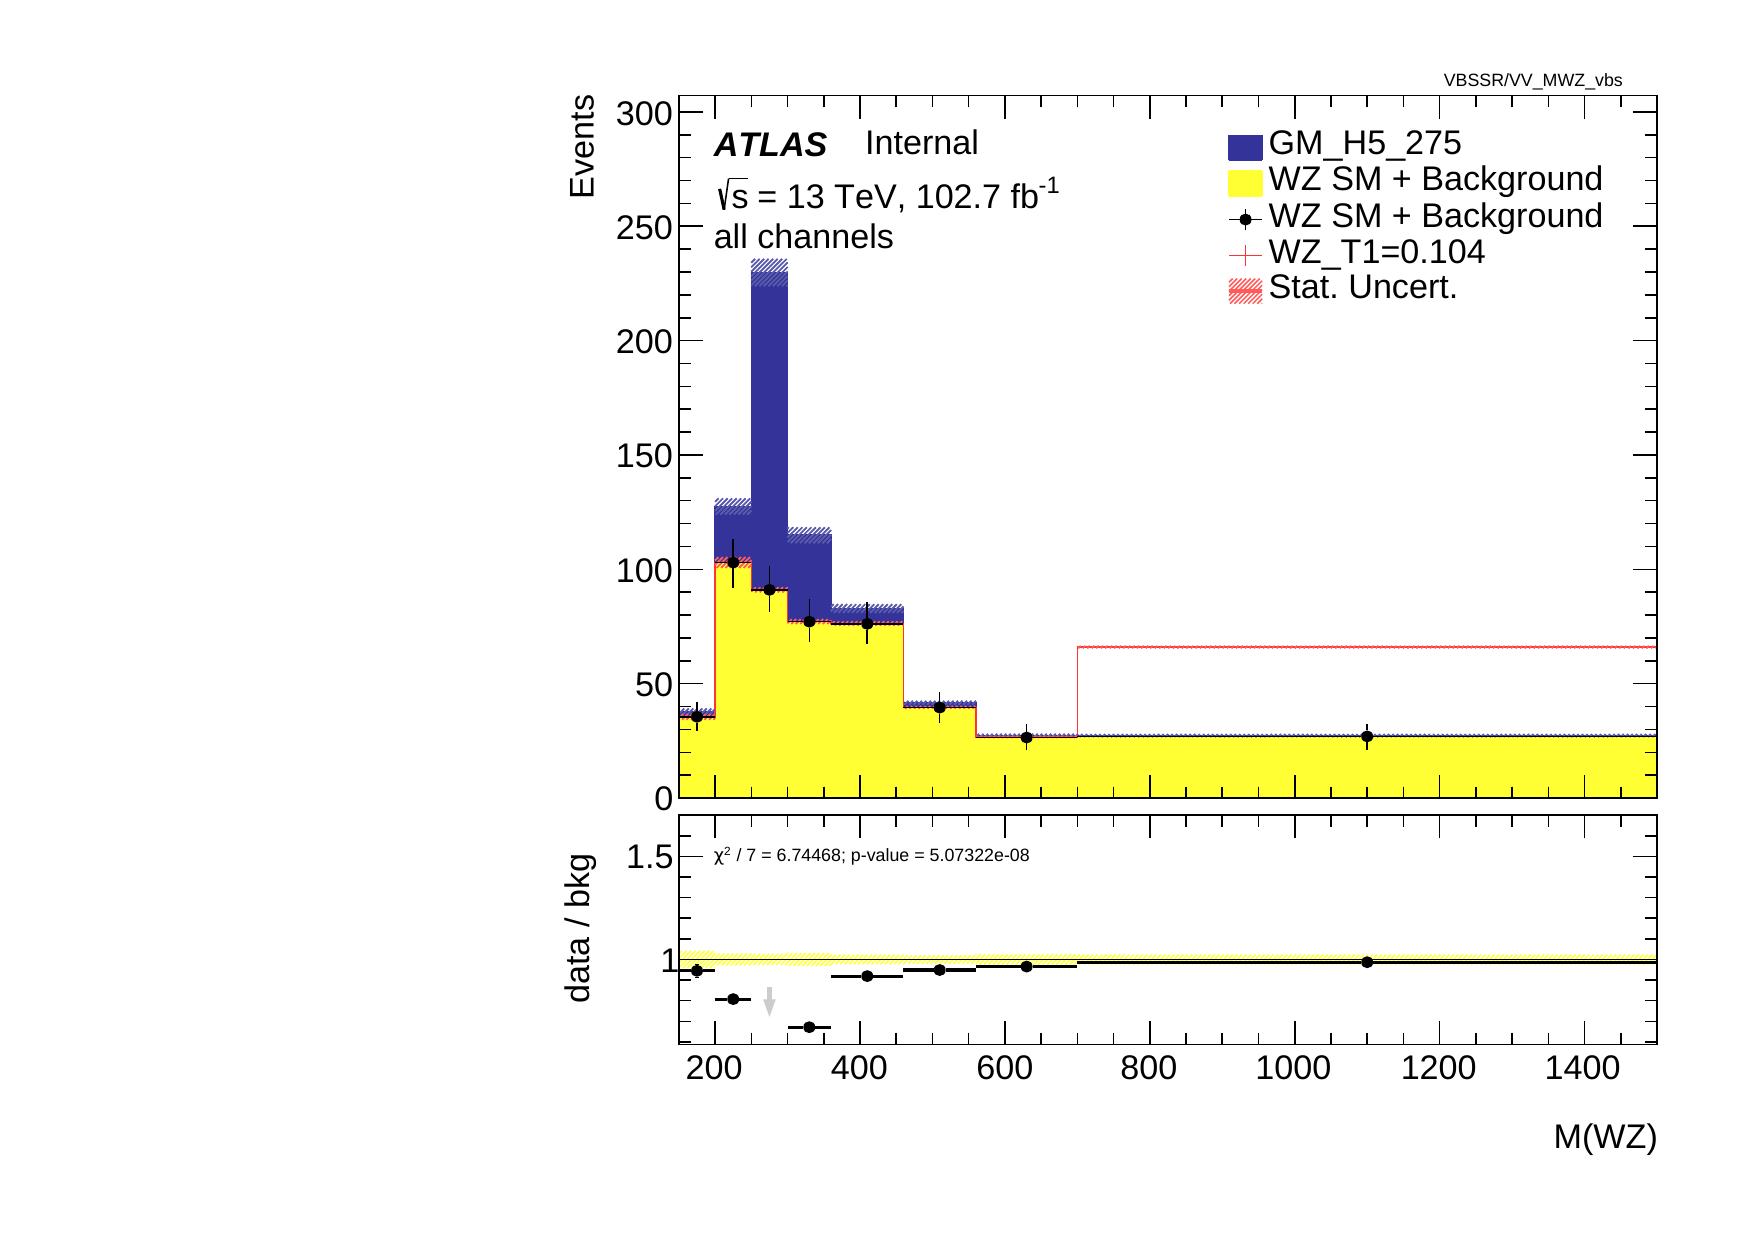 VBSSR/VV_MWZ_vbs
Events
300
250
200
150
100
50
0
ATLAS Internal
√s = 13 TeV, 102.7 fb⁻¹
all channels
GM_H5_275
WZ SM + Background
WZ SM + Background
WZ_T1=0.104
Stat. Uncert.
data / bkg
1.5
1
χ² / 7 = 6.74468; p-value = 5.07322e-08
200 400 600 800 1000 1200 1400
M(WZ)